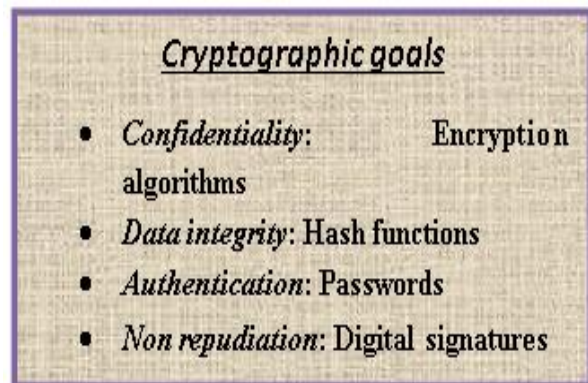 Cryptographic goals
• Confidentiality: Encryption
algorithms
• Data integrity: Hash functions
• Authentication: Passwords
• Non repudiation: Digital signatures